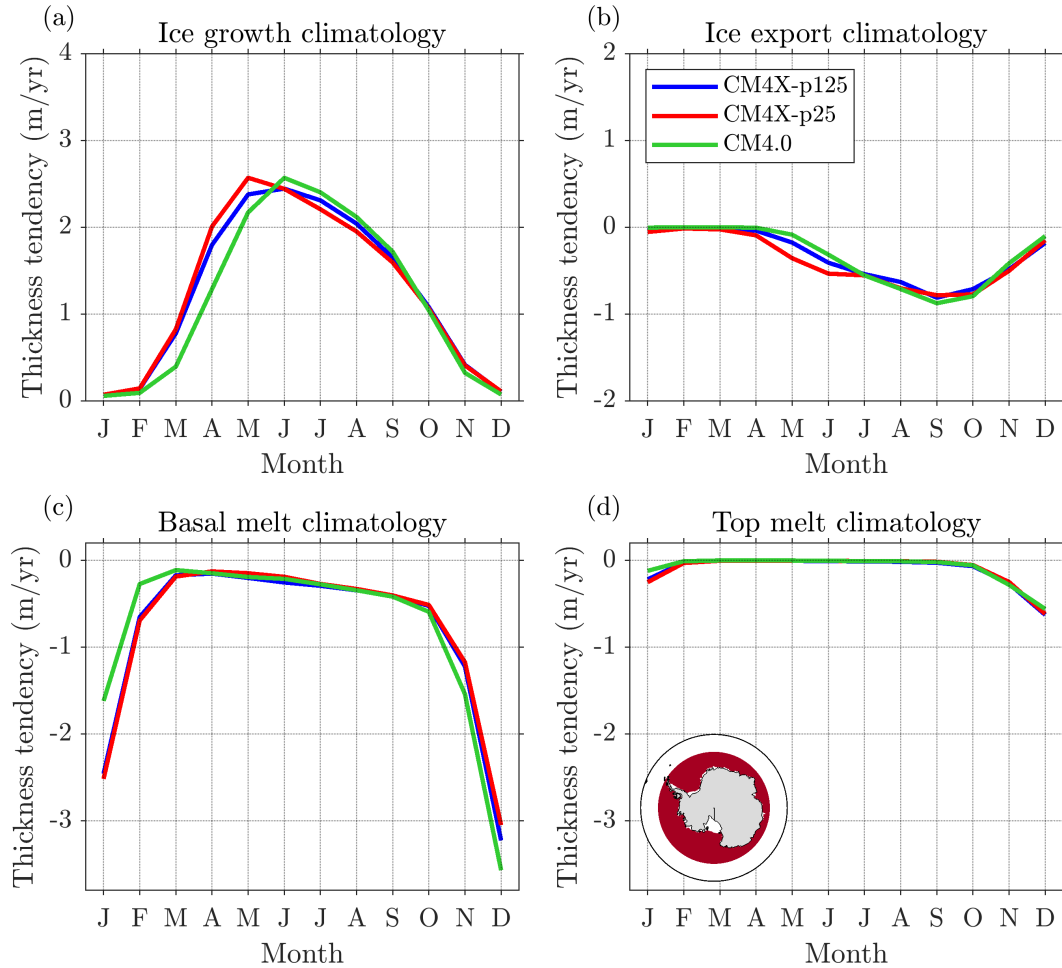 (a)
Ice growth climatology
Thickness tendency (m/yr)
4
3
2
1
0
J F M A M J J A S O N D
Month
(b)
Ice export climatology
Thickness tendency (m/yr)
2
1
0
-1
-2
CM4X-p125
CM4X-p25
CM4.0
J F M A M J J A S O N D
Month
(c)
Basal melt climatology
Thickness tendency (m/yr)
0
-1
-2
-3
J F M A M J J A S O N D
Month
(d)
Top melt climatology
Thickness tendency (m/yr)
0
-1
-2
-3
J F M A M J J A S O N D
Month